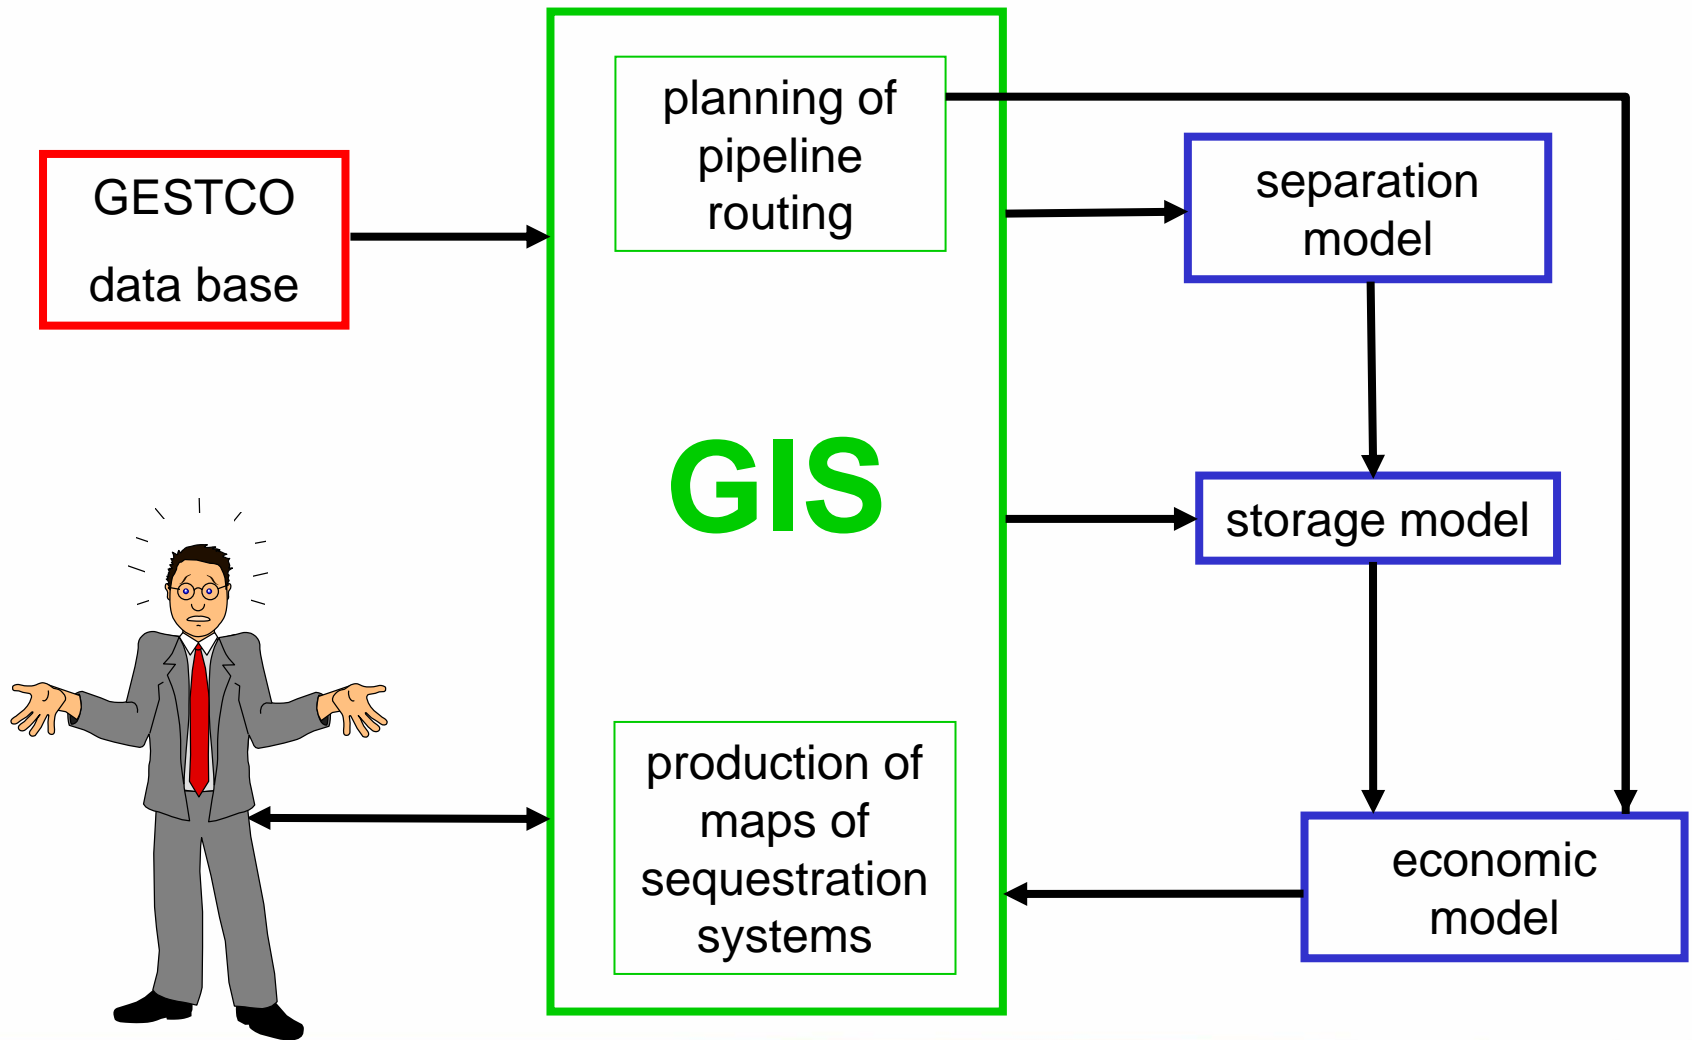 GESTCO
data base
planning of
pipeline
routing
GIS
production of
maps of
sequestration
systems
separation
model
storage model
economic
model